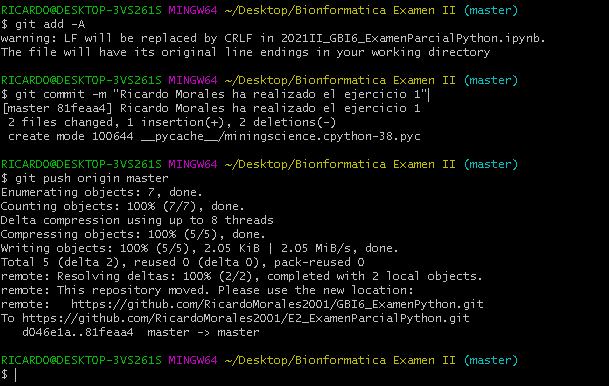 RICARDO@DESKTOP-3VS261S MINGW64 ~/Desktop/Bionformatica Examen II (master)
$ git add -A
warning: LF will be replaced by CRLF in 2021II_GBI6_ExamenParcialPython.ipynb.
The file will have its original line endings in your working directory
RICARDO@DESKTOP-3VS261S MINGW64 ~/Desktop/Bionformatica Examen II (master)
$ git commit -m "Ricardo Morales ha realizado el ejercicio 1"
[master 81feaa4] Ricardo Morales ha realizado el ejercicio 1
2 files changed, 1 insertion(+), 2 deletions(-)
create mode 100644 __pycache__/miningscience.cpython-38.pyc
RICARDO@DESKTOP-3VS261S MINGW64 ~/Desktop/Bionformatica Examen II (master)
$ git push origin master
Enumerating objects: 7, done.
Counting objects: 100% (7/7), done.
Delta compression using up to 8 threads
Compressing objects: 100% (5/5), done.
Writing objects: 100% (5/5), 2.05 KiB | 2.05 MiB/s, done.
Total 5 (delta 2), reused 0 (delta 0), pack-reused 0
remote: Resolving deltas: 100% (2/2), completed with 2 local objects.
remote: This repository moved. Please use the new location:
remote:   https://github.com/RicardoMorales2001/GBI6_ExamenPython.git
To https://github.com/RicardoMorales2001/E2_ExamenParcialPython.git
d046e1a..81feaa4  master -> master
RICARDO@DESKTOP-3VS261S MINGW64 ~/Desktop/Bionformatica Examen II (master)
$